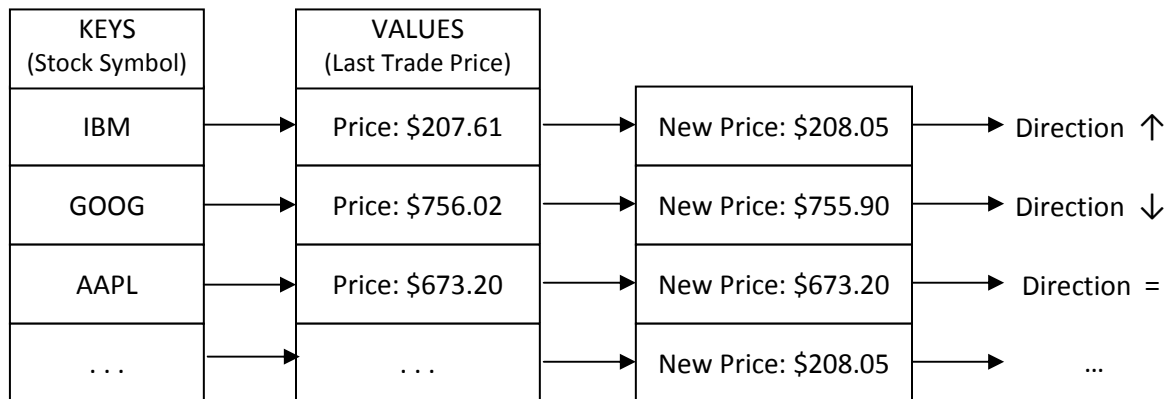 KEYS
(Stock Symbol)
VALUES
(Last Trade Price)
IBM
Price: $207.61
New Price: $208.05
Direction ↑
GOOG
Price: $756.02
New Price: $755.90
Direction ↓
AAPL
Price: $673.20
New Price: $673.20
Direction =
. . .
. . .
New Price: $208.05
...